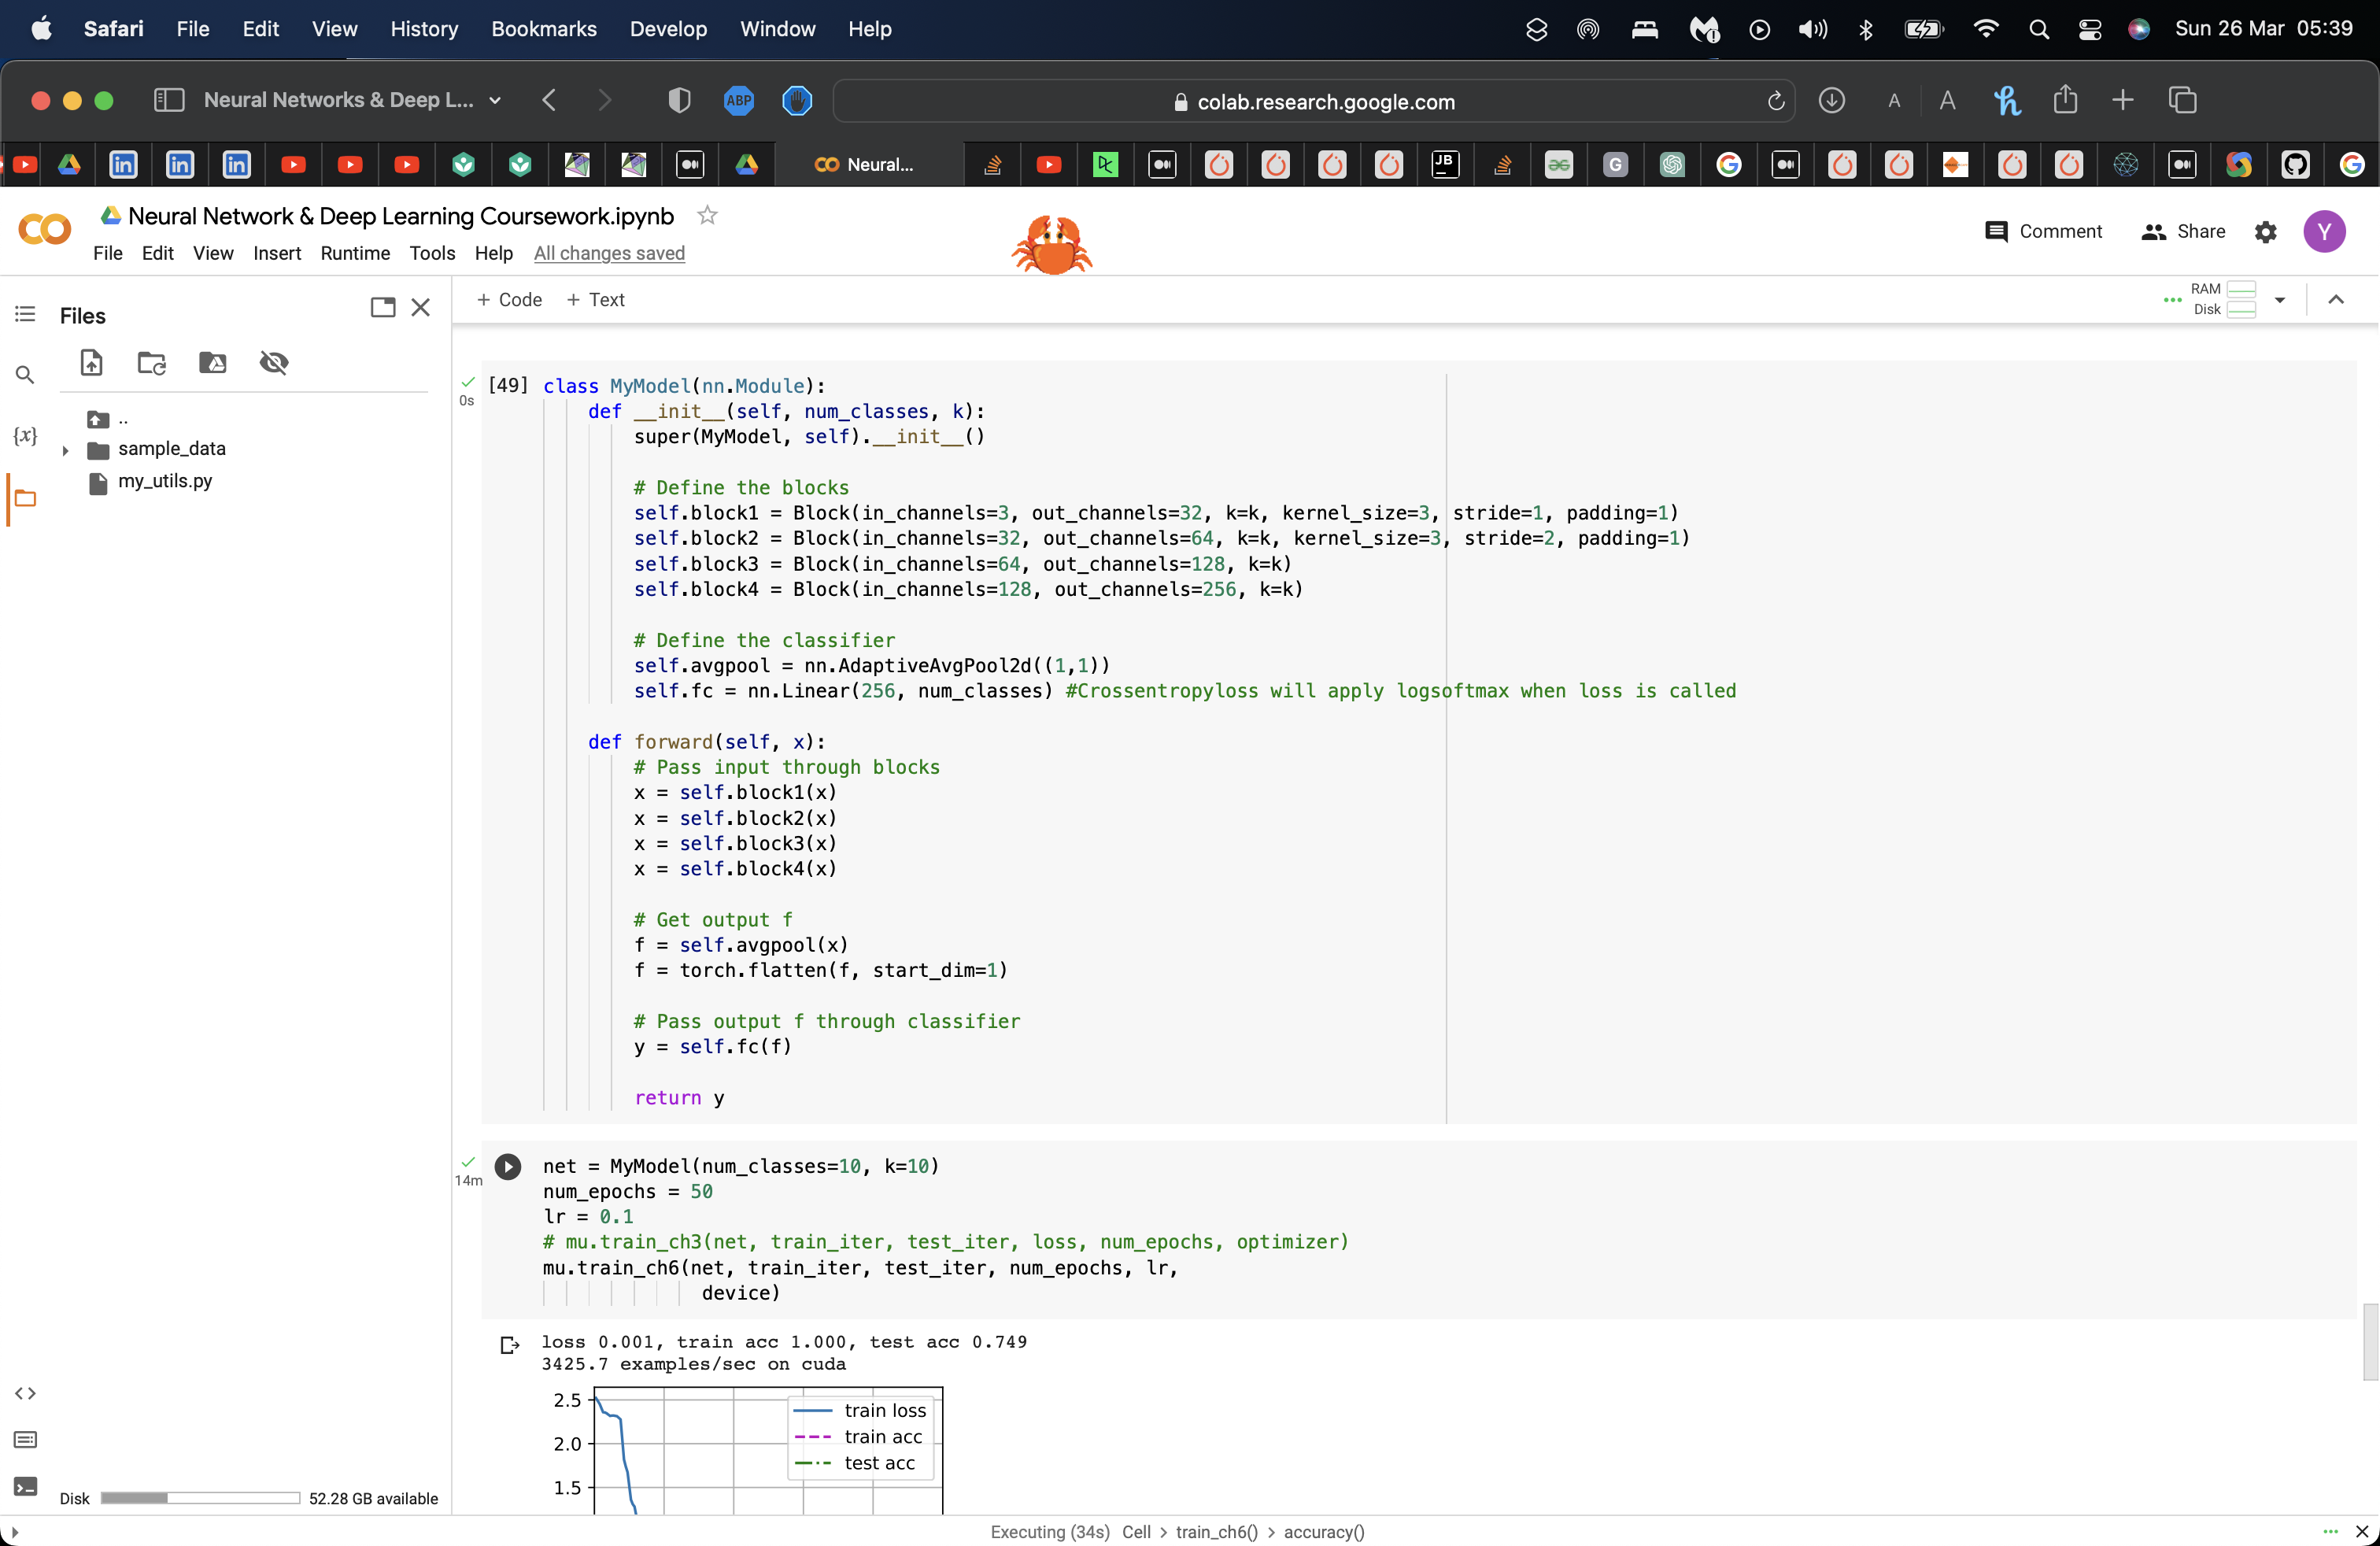 Safari File Edit View History Bookmarks Develop Window Help Sun 26 Mar 05:39
Neural Networks & Deep L... ABP colab.research.google.com A A
Neural... JB G
Neural Network & Deep Learning Coursework.ipynb
File Edit View Insert Runtime Tools Help All changes saved
Comment Share Y
Files
+ Code + Text
RAM
Disk
..
sample_data
my_utils.py
{x}
0s
[49] class MyModel(nn.Module):
def __init__(self, num_classes, k):
super(MyModel, self).__init__()
# Define the blocks
self.block1 = Block(in_channels=3, out_channels=32, k=k, kernel_size=3, stride=1, padding=1)
self.block2 = Block(in_channels=32, out_channels=64, k=k, kernel_size=3, stride=2, padding=1)
self.block3 = Block(in_channels=64, out_channels=128, k=k)
self.block4 = Block(in_channels=128, out_channels=256, k=k)
# Define the classifier
self.avgpool = nn.AdaptiveAvgPool2d((1,1))
self.fc = nn.Linear(256, num_classes) #Crossentropyloss will apply logsoftmax when loss is called
def forward(self, x):
# Pass input through blocks
x = self.block1(x)
x = self.block2(x)
x = self.block3(x)
x = self.block4(x)
# Get output f
f = self.avgpool(x)
f = torch.flatten(f, start_dim=1)
# Pass output f through classifier
y = self.fc(f)
return y
14m
net = MyModel(num_classes=10, k=10)
num_epochs = 50
lr = 0.1
# mu.train_ch3(net, train_iter, test_iter, loss, num_epochs, optimizer)
mu.train_ch6(net, train_iter, test_iter, num_epochs, lr,
device)
loss 0.001, train acc 1.000, test acc 0.749
3425.7 examples/sec on cuda
2.5
2.0
1.5
train loss
train acc
test acc
Disk 52.28 GB available
Executing (34s) Cell > train_ch6() > accuracy()